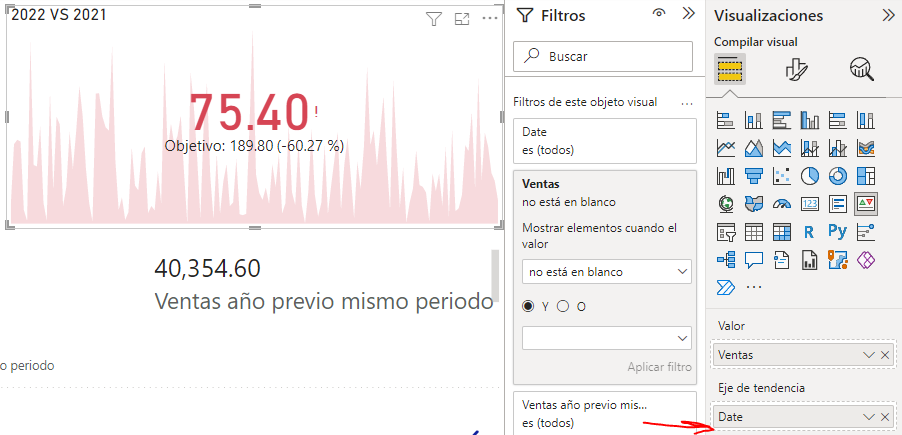 2022 VS 2021
75.40!
Objetivo: 189.80 (-60.27 %)
40,354.60
Ventas año previo mismo periodo
o periodo
Filtros
Buscar
Filtros de este objeto visual
Date
es (todos)
Ventas
no está en blanco
Mostrar elementos cuando el
valor
no está en blanco
Y O
Aplicar filtro
Ventas año previo mis...
es (todos)
Visualizaciones
Compilar visual
123
R
Py
Valor
Ventas
Eje de tendencia
Date